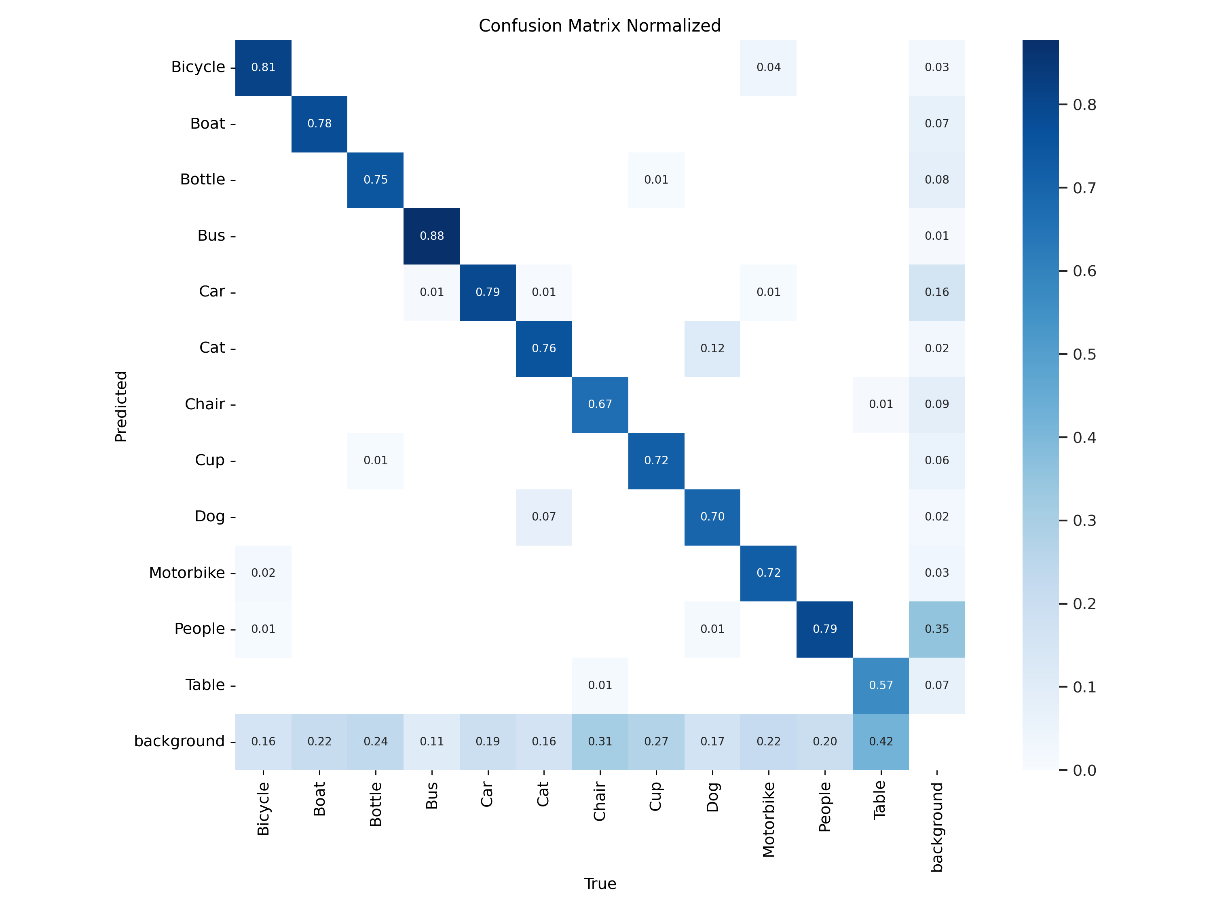 Confusion Matrix Normalized
Bicycle 0.81 0.04 0.03
Boat 0.78 0.07
Bottle 0.75 0.01 0.08
Bus 0.88 0.01
Car 0.01 0.79 0.01 0.01 0.16
Cat 0.76 0.12 0.02
Chair 0.67 0.01 0.09
Cup 0.01 0.72 0.06
Dog 0.07 0.70 0.02
Motorbike 0.02 0.72 0.03
People 0.01 0.01 0.79 0.35
Table 0.01 0.57 0.07
background 0.16 0.22 0.24 0.11 0.19 0.16 0.31 0.27 0.17 0.22 0.20 0.42
Predicted
Bicycle Boat Bottle Bus Car Cat Chair Cup Dog Motorbike People Table background
True
0.8
0.7
0.6
0.5
0.4
0.3
0.2
0.1
0.0